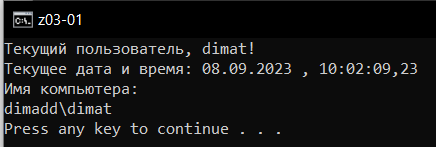 z03-01
Текущий пользователь, dimat!
Текущее дата и время: 08.09.2023 , 10:02:09,23
Имя компьютера:
dimadd\dimat
Press any key to continue . . .